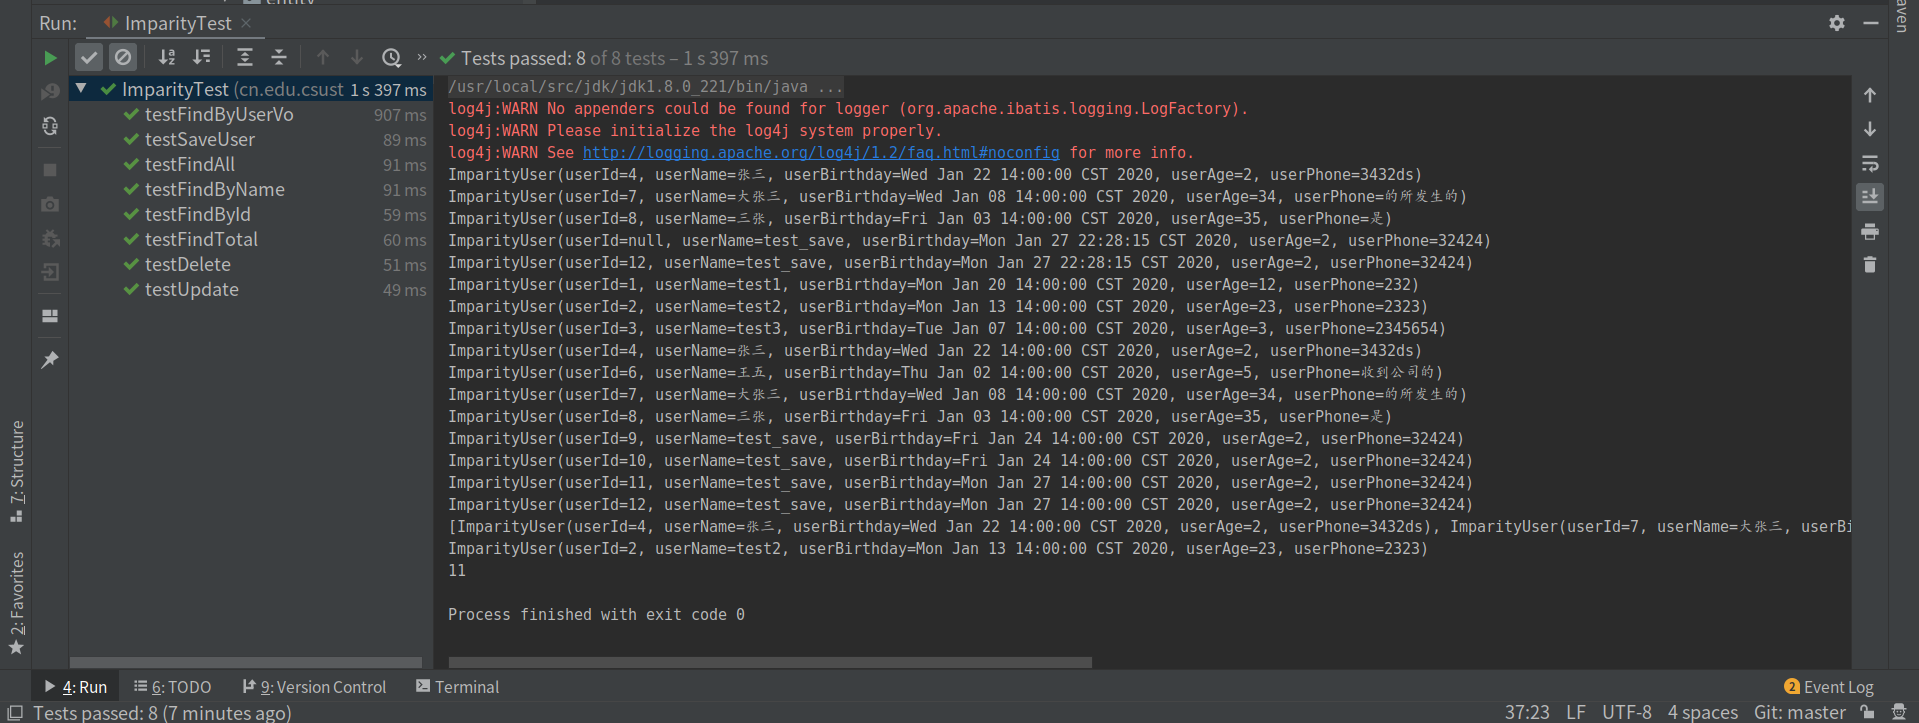 entity
Run: ImparityTest
Tests passed: 8 of 8 tests – 1 s 397 ms
ImparityTest (cn.edu.csust 1 s 397 ms
testFindByUserVo 907 ms
testSaveUser 89 ms
testFindAll 91 ms
testFindByName 91 ms
testFindById 59 ms
testFindTotal 60 ms
testDelete 51 ms
testUpdate 49 ms
/usr/local/src/jdk/jdk1.8.0_221/bin/java ...
log4j:WARN No appenders could be found for logger (org.apache.ibatis.logging.LogFactory).
log4j:WARN Please initialize the log4j system properly.
log4j:WARN See http://logging.apache.org/log4j/1.2/faq.html#noconfig for more info.
ImparityUser(userId=4, userName=张三, userBirthday=Wed Jan 22 14:00:00 CST 2020, userAge=2, userPhone=3432ds)
ImparityUser(userId=7, userName=大张三, userBirthday=Wed Jan 08 14:00:00 CST 2020, userAge=34, userPhone=的所发生的)
ImparityUser(userId=8, userName=三张, userBirthday=Fri Jan 03 14:00:00 CST 2020, userAge=35, userPhone=是)
ImparityUser(userId=null, userName=test_save, userBirthday=Mon Jan 27 22:28:15 CST 2020, userAge=2, userPhone=32424)
ImparityUser(userId=12, userName=test_save, userBirthday=Mon Jan 27 22:28:15 CST 2020, userAge=2, userPhone=32424)
ImparityUser(userId=1, userName=test1, userBirthday=Mon Jan 20 14:00:00 CST 2020, userAge=12, userPhone=232)
ImparityUser(userId=2, userName=test2, userBirthday=Mon Jan 13 14:00:00 CST 2020, userAge=23, userPhone=2323)
ImparityUser(userId=3, userName=test3, userBirthday=Tue Jan 07 14:00:00 CST 2020, userAge=3, userPhone=2345654)
ImparityUser(userId=4, userName=张三, userBirthday=Wed Jan 22 14:00:00 CST 2020, userAge=2, userPhone=3432ds)
ImparityUser(userId=6, userName=王五, userBirthday=Thu Jan 02 14:00:00 CST 2020, userAge=5, userPhone=收到公司的)
ImparityUser(userId=7, userName=大张三, userBirthday=Wed Jan 08 14:00:00 CST 2020, userAge=34, userPhone=的所发生的)
ImparityUser(userId=8, userName=三张, userBirthday=Fri Jan 03 14:00:00 CST 2020, userAge=35, userPhone=是)
ImparityUser(userId=9, userName=test_save, userBirthday=Fri Jan 24 14:00:00 CST 2020, userAge=2, userPhone=32424)
ImparityUser(userId=10, userName=test_save, userBirthday=Fri Jan 24 14:00:00 CST 2020, userAge=2, userPhone=32424)
ImparityUser(userId=11, userName=test_save, userBirthday=Mon Jan 27 14:00:00 CST 2020, userAge=2, userPhone=32424)
ImparityUser(userId=12, userName=test_save, userBirthday=Mon Jan 27 14:00:00 CST 2020, userAge=2, userPhone=32424)
[ImparityUser(userId=4, userName=张三, userBirthday=Wed Jan 22 14:00:00 CST 2020, userAge=2, userPhone=3432ds), ImparityUser(userId=7, userName=大张三, userBi
ImparityUser(userId=2, userName=test2, userBirthday=Mon Jan 13 14:00:00 CST 2020, userAge=23, userPhone=2323)
11
Process finished with exit code 0
7: Structure
2: Favorites
aven
4: Run 6: TODO 9: Version Control Terminal 2 Event Log
Tests passed: 8 (7 minutes ago) 37:23 LF UTF-8 4 spaces Git: master